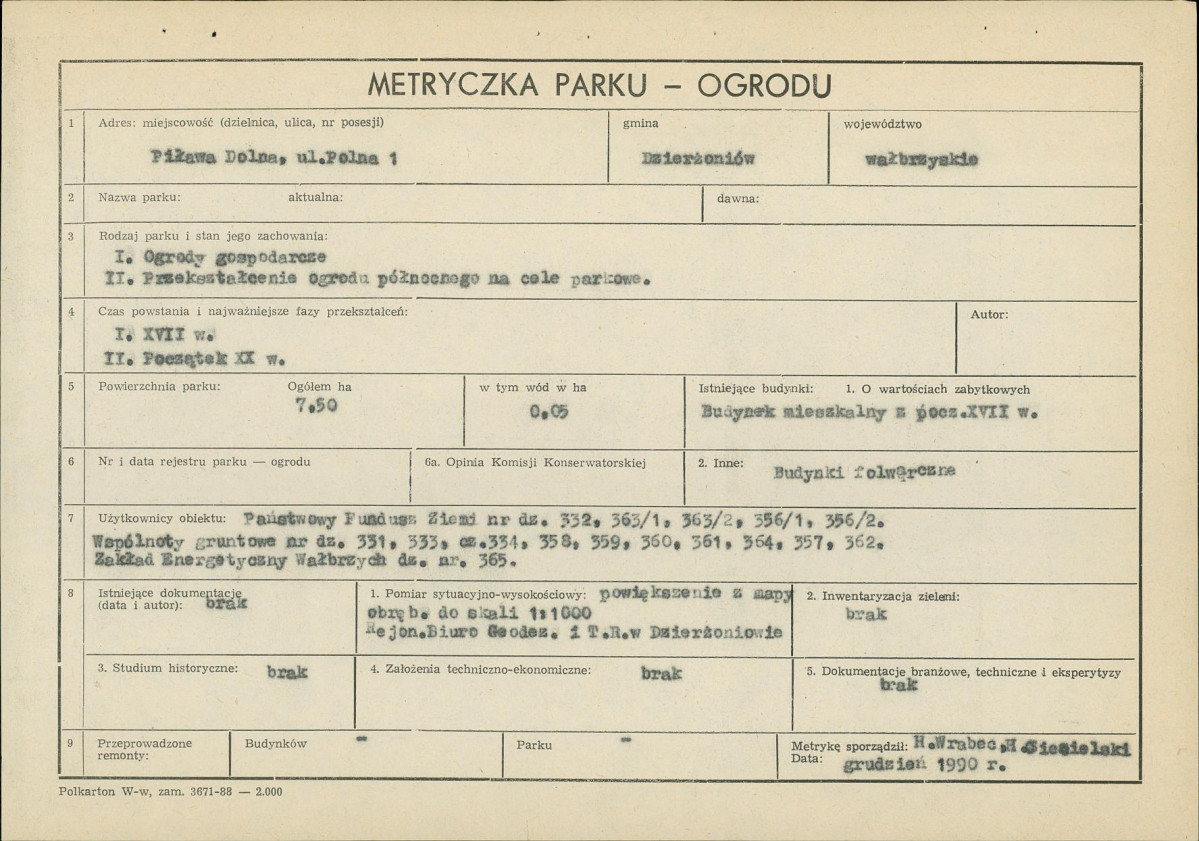 METRYCZKA PARKU – OGRODU
1 Adres: miejscowość (dzielnica, ulica, nr posesji)
Piława Dolna, ul.Polna 1
gmina
Dzierżoniów
województwo
wałbrzyskie
2 Nazwa parku: aktualna: dawna:
3 Rodzaj parku i stan jego zachowania:
I. Ogrody gospodarcze
II. Przekształcenie ogrodu północnego na cele parkowe.
4 Czas powstania i najważniejsze fazy przekształceń:
I. XVII w.
II. Początek XX w.
Autor:
5 Powierzchnia parku: Ogółem ha
7,50
w tym wód w ha
0,05
Istniejące budynki: 1. O wartościach zabytkowych
Budynek mieszkalny z pocz.XVII w.
6 Nr i data rejestru parku — ogrodu
6a. Opinia Komisji Konserwatorskiej
2. Inne: Budynki folwarczne
7 Użytkownicy obiektu: Państwowy Fundusz Ziemi nr dz. 332, 363/1, 363/2, 356/1, 356/2.
Wspólnoty gruntowe nr dz. 331, 333, cz.334, 358, 359, 360, 361, 364, 357, 362.
Zakład Energetyczny Wałbrzych dz. nr. 365.
8 Istniejące dokumentacje
(data i autor): brak
1. Pomiar sytuacyjno-wysokościowy: powiększenie z mapy
obręb. do skali 1:1000
Rejon.Biuro Geodez. i T.R.w Dzierżoniowie
2. Inwentaryzacja zieleni:
brak
3. Studium historyczne: brak
4. Założenia techniczno-ekonomiczne: brak
5. Dokumentacje branżowe, techniczne i eksperytyzy
brak
9 Przeprowadzone
remonty:
Budynków -
Parku -
Metrykę sporządził: H.Wrabec,H.Siesielski
Data: grudzień 1990 r.
Polkarton W-w, zam. 3671-88 — 2.000